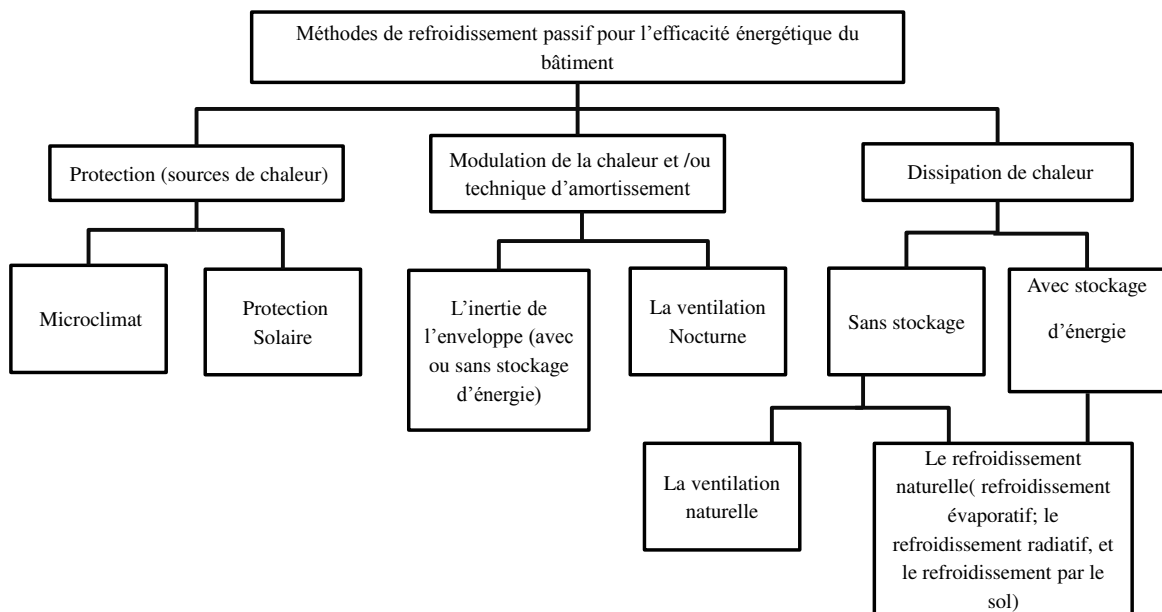 Méthodes de refroidissement passif pour l’efficacité énergétique du
bâtiment
Protection (sources de chaleur)
Modulation de la chaleur et /ou
technique d’amortissement
Dissipation de chaleur
Microclimat
Protection
Solaire
L’inertie de
l’enveloppe (avec
ou sans stockage
d’énergie)
La ventilation
Nocturne
Sans stockage
Avec stockage
d’énergie
La ventilation
naturelle
Le refroidissement
naturelle( refroidissement
évaporatif; le
refroidissement radiatif, et
le refroidissement par le
sol)